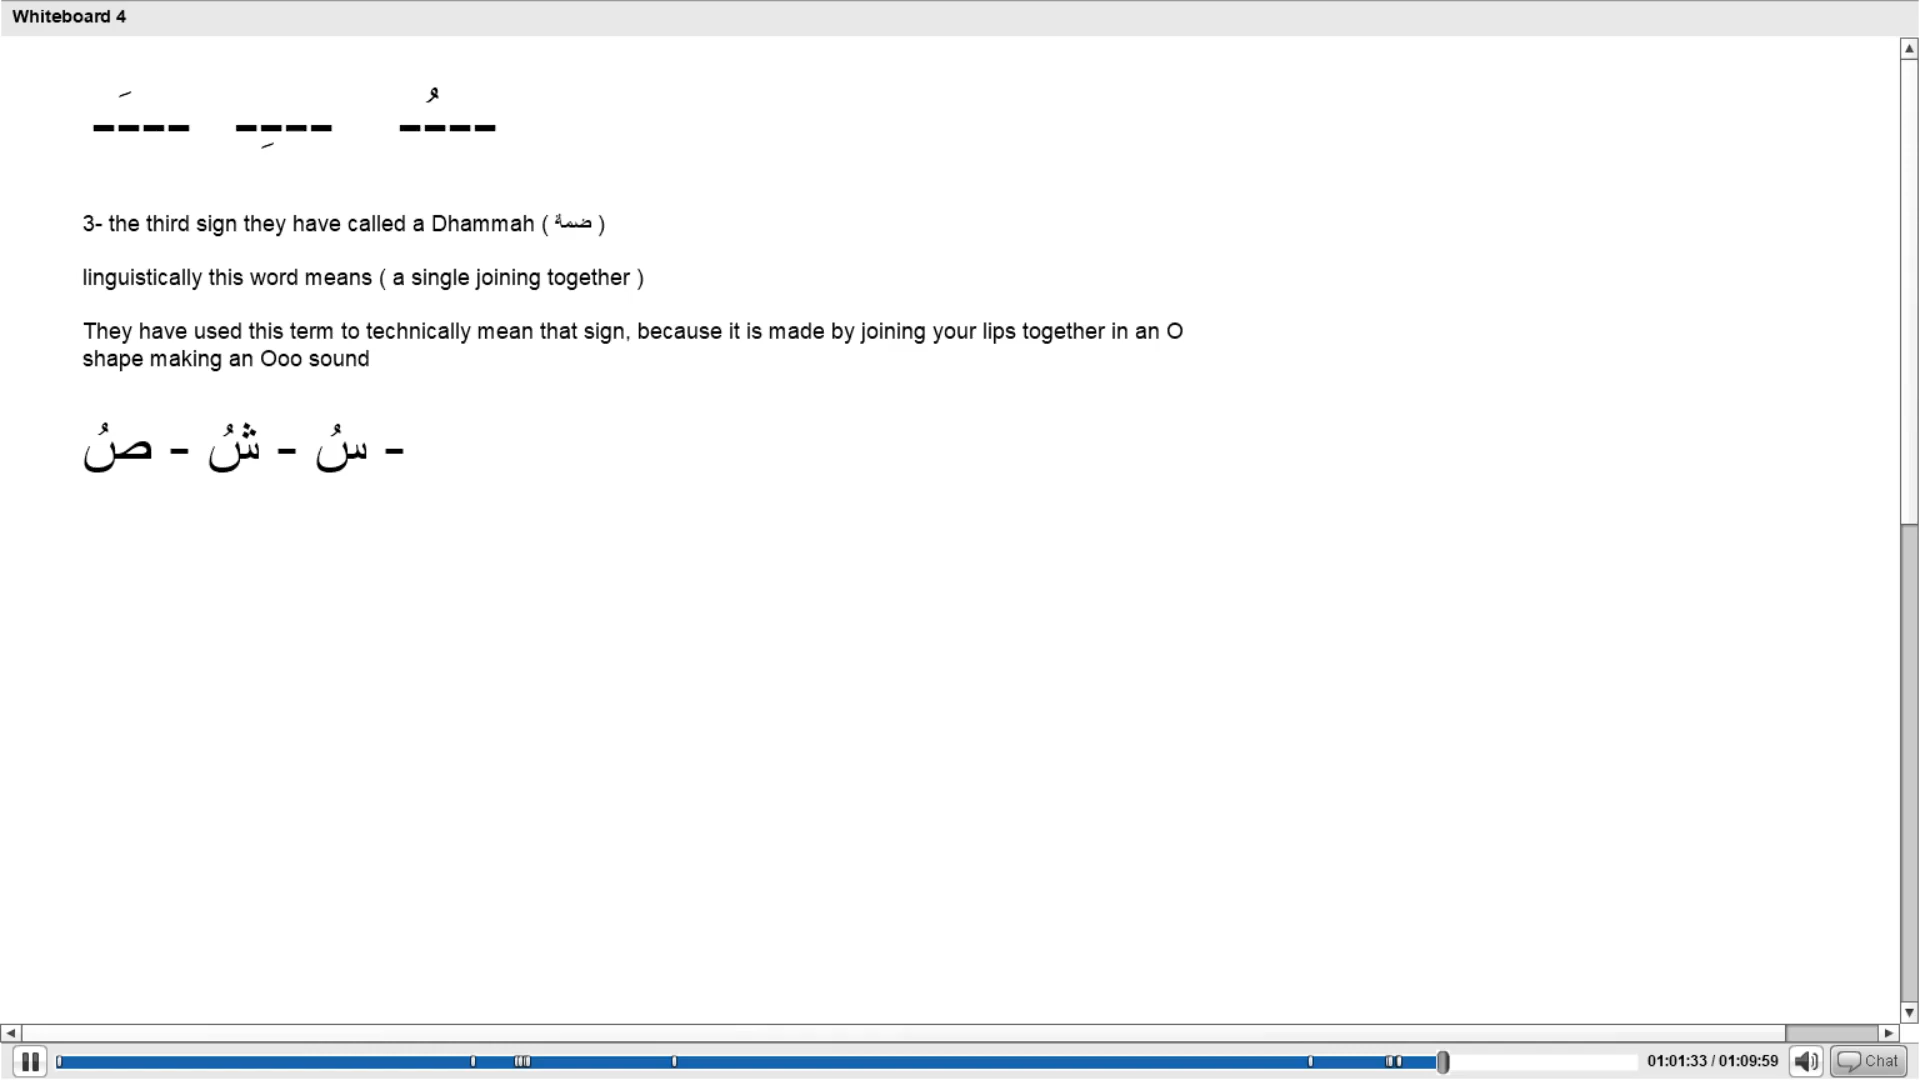 Whiteboard 4
----َ ----ِ ----ُ
3- the third sign they have called a Dhammah ( ضمة )
linguistically this word means ( a single joining together )
They have used this term to technically mean that sign, because it is made by joining your lips together in an O
shape making an Ooo sound
صُ - شُ - سُ -
01:01:33 / 01:09:59
Chat